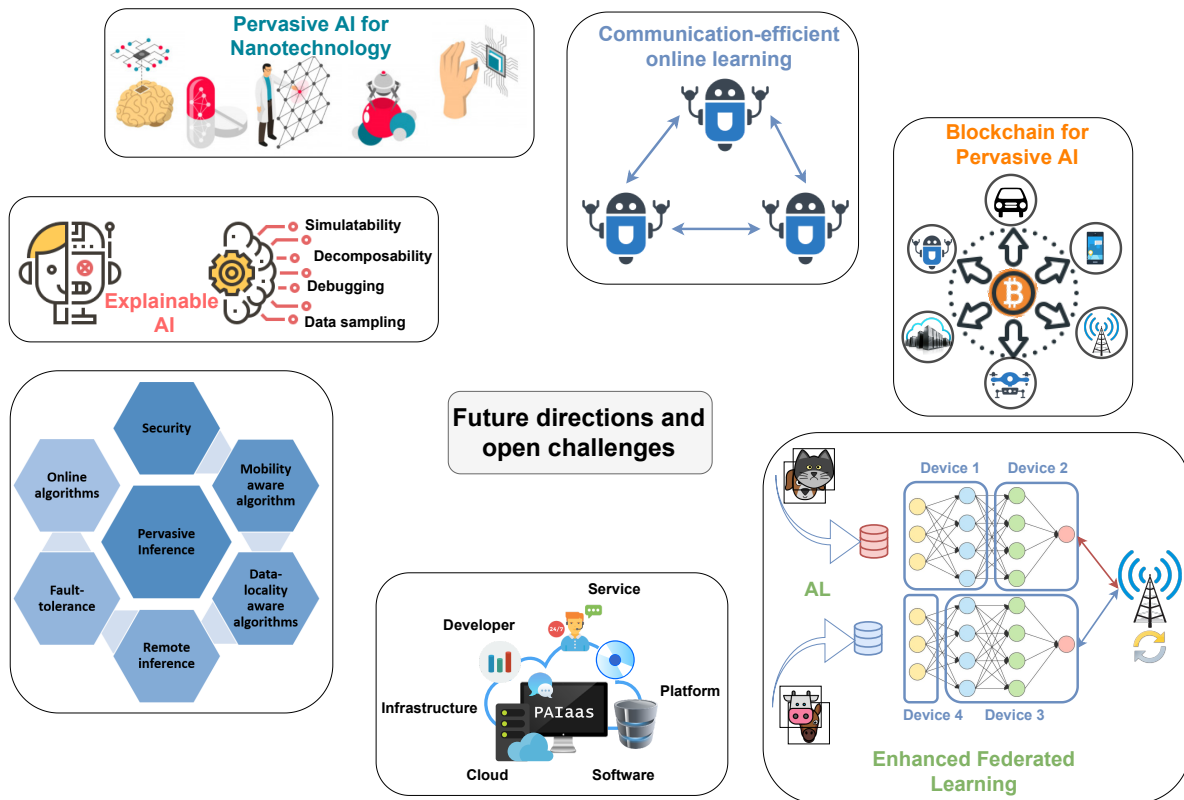 Pervasive AI for
Nanotechnology
Communication-efficient
online learning
Blockchain for
Pervasive AI
Explainable
AI
Simulatability
Decomposability
Debugging
Data sampling
Future directions and
open challenges
Security
Online
algorithms
Mobility
aware
algorithm
Pervasive
Inference
Fault-
tolerance
Data-
locality
aware
algorithms
Remote
inference
Service
Developer
24/7
Infrastructure
Platform
PAIaas
Cloud
Software
Device 1
Device 2
AL
Device 4
Device 3
Enhanced Federated
Learning